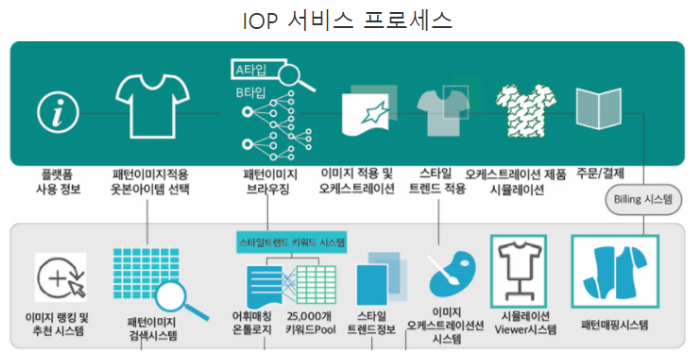 IOP 서비스 프로세스
A타입
B타입
플랫폼
사용 정보
패턴이미지적용
옷본아이템 선택
패턴이미지
브라우징
이미지 적용 및
오케스트레이션
스타일
트렌드 적용
오케스트레이션 제품
시뮬레이션
주문/결제
Billing 시스템
스타일트렌드 키워드 시스템
이미지 랭킹 및
추천 시스템
패턴이미지
검색시스템
어휘매칭
온톨로지
25,000개
키워드Pool
스타일
트렌드정보
이미지
오케스트레이션션
시스템
시뮬레이션
Viewer시스템
패턴매핑시스템